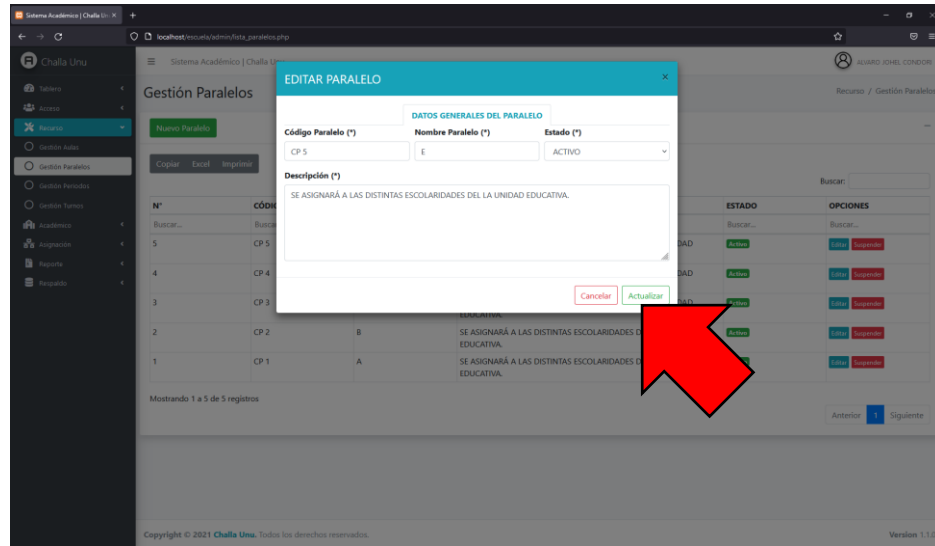 Sistema Académico | Challa Un
localhost/escuela/admin/lista_paralelos.php
Challa Unu
Sistema Académico | Challa U
ALVARO JOHEL CONDORI
Tablero
Acceso
Recurso
Gestión Aulas
Gestión Paralelos
Gestión Periodos
Gestión Turnos
Académico
Asignación
Reporte
Respaldo
Gestión Paralelos
Recurso / Gestión Paralelos
Nuevo Paralelo
Copiar Excel Imprimir
Buscar:
EDITAR PARALELO
×
DATOS GENERALES DEL PARALELO
Código Paralelo (*) Nombre Paralelo (*) Estado (*)
CP 5 E ACTIVO
Descripción (*)
SE ASIGNARÁ A LAS DISTINTAS ESCOLARIDADES DEL LA UNIDAD EDUCATIVA.
Cancelar Actualizar
N° CÓDI ESTADO OPCIONES
Buscar... Busca Buscar... Buscar...
5 CP 5 DAD Activo Editar Suspender
4 CP 4 DAD Activo Editar Suspender
3 CP 3 DAD Activo Editar Suspender
EDUCATIVA.
2 CP 2 B SE ASIGNARÁ A LAS DISTINTAS ESCOLARIDADES D Activo Editar Suspender
EDUCATIVA.
1 CP 1 A SE ASIGNARÁ A LAS DISTINTAS ESCOLARIDADES D Editar Suspender
EDUCATIVA.
Mostrando 1 a 5 de 5 registros
Anterior 1 Siguiente
Copyright © 2021 Challa Unu. Todos los derechos reservados.
Version 1.1.0